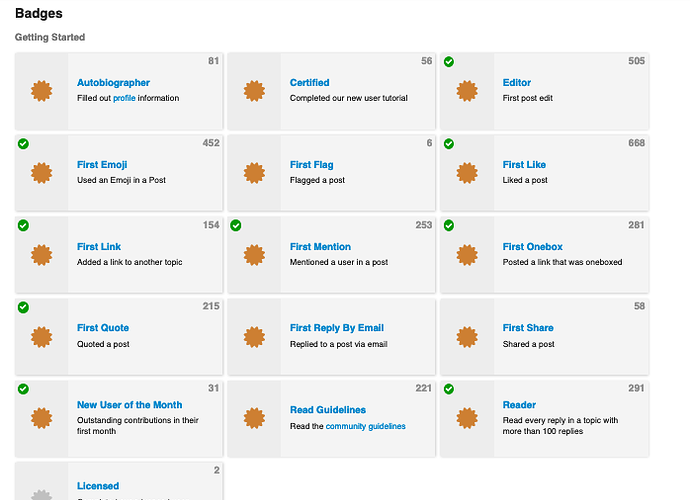 Badges
Getting Started
81
Autobiographer
Filled out profile information
56
Certified
Completed our new user tutorial
505
Editor
First post edit
452
First Emoji
Used an Emoji in a Post
6
First Flag
Flagged a post
668
First Like
Liked a post
154
First Link
Added a link to another topic
253
First Mention
Mentioned a user in a post
281
First Onebox
Posted a link that was oneboxed
215
First Quote
Quoted a post
First Reply By Email
Replied to a post via email
58
First Share
Shared a post
31
New User of the Month
Outstanding contributions in their
first month
221
Read Guidelines
Read the community guidelines
291
Reader
Read every reply in a topic with
more than 100 replies
2
Licensed